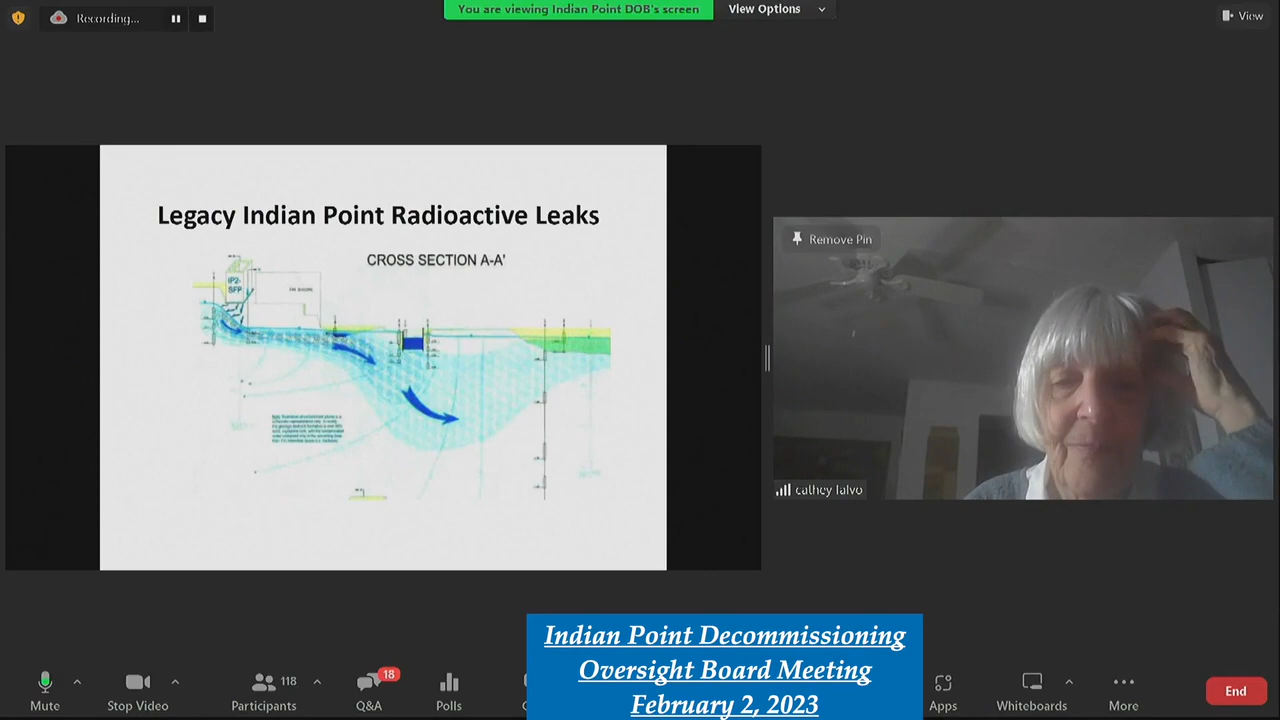 Recording...
You are viewing Indian Point DOB's screen
View Options
View
Legacy Indian Point Radioactive Leaks
CROSS SECTION A-A'
IP2-
SFP
Remove Pin
cathey falvo
Indian Point Decommissioning
Oversight Board Meeting
February 2, 2023
118
18
Mute
Stop Video
Participants
Q&A
Polls
Apps
Whiteboards
More
End